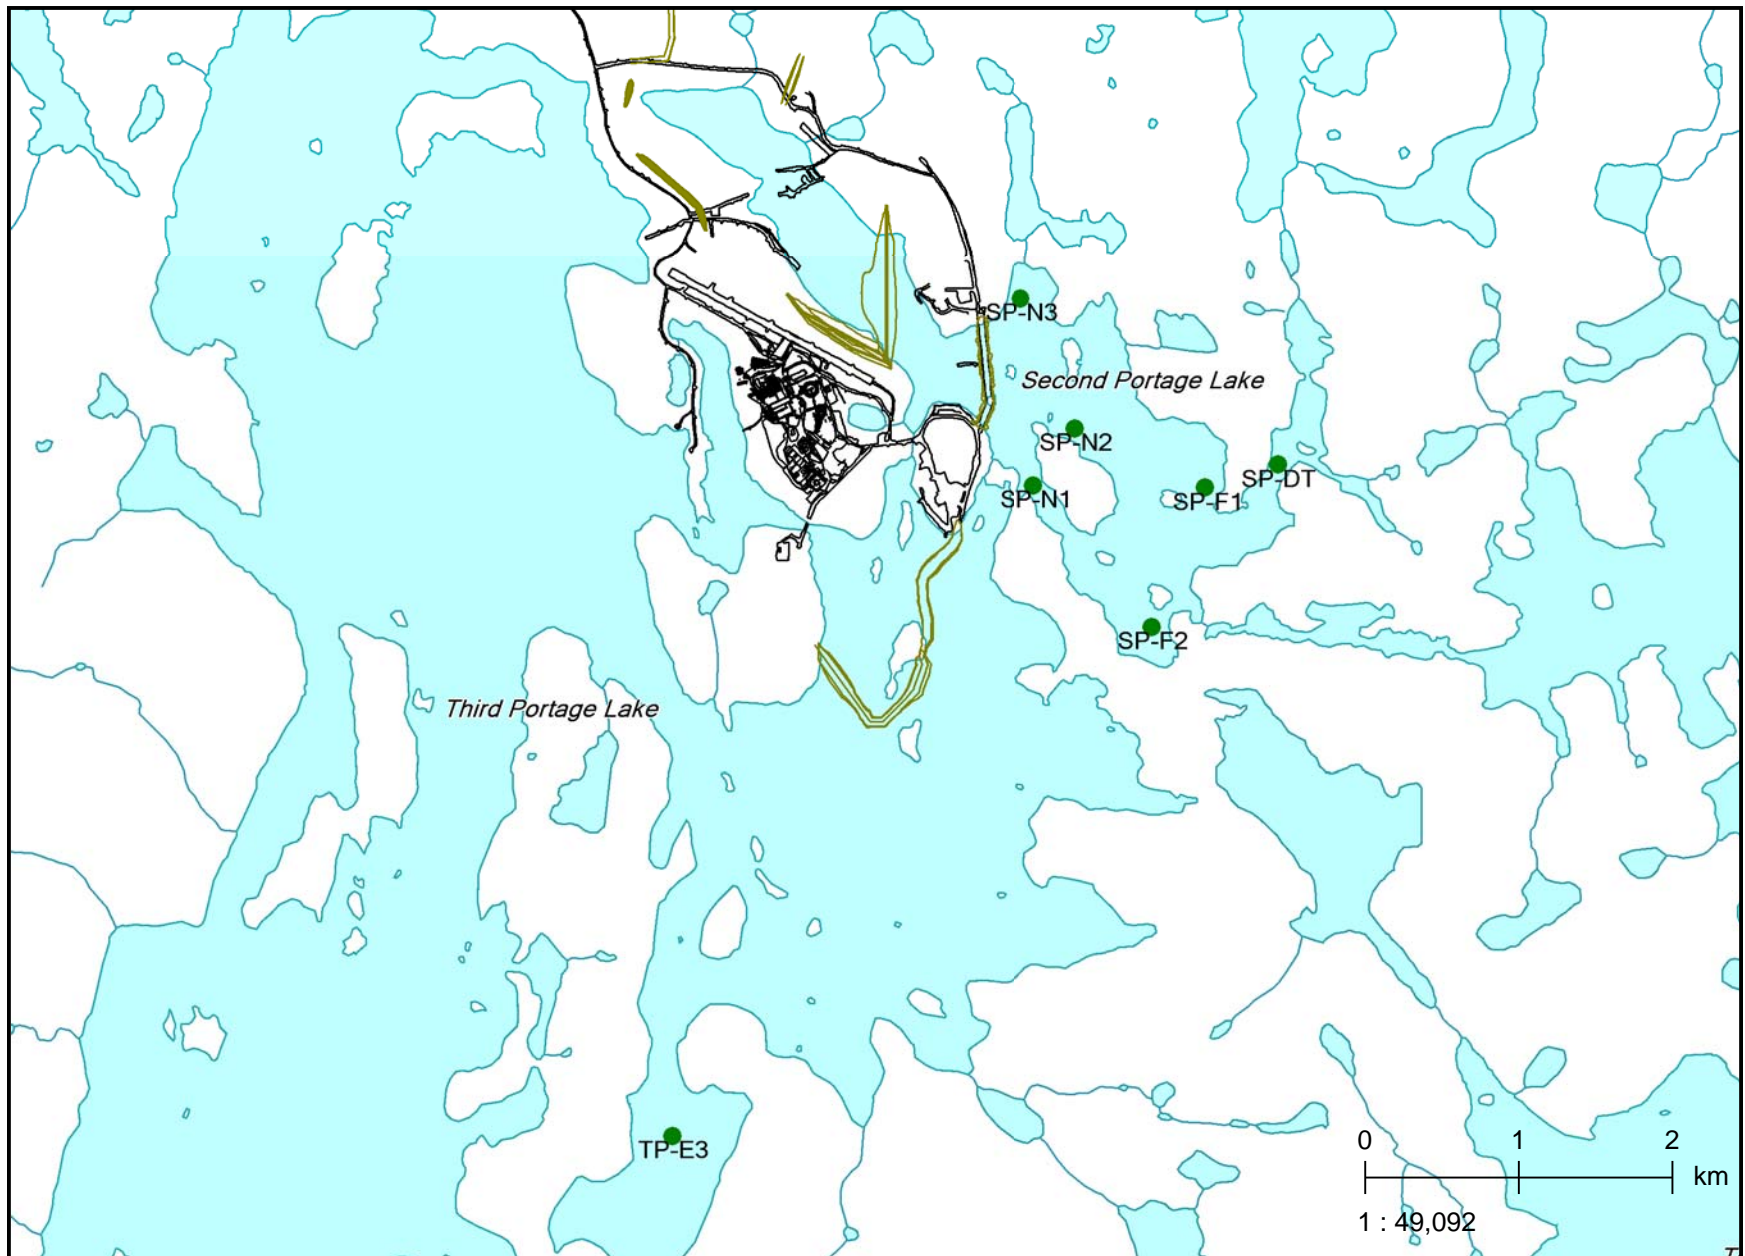 SP-N3
Second Portage Lake
SP-N2
SP-DT
SP-N1
SP-F1
SP-F2
Third Portage Lake
TP-E3
0 1 2
km
1 : 49,092